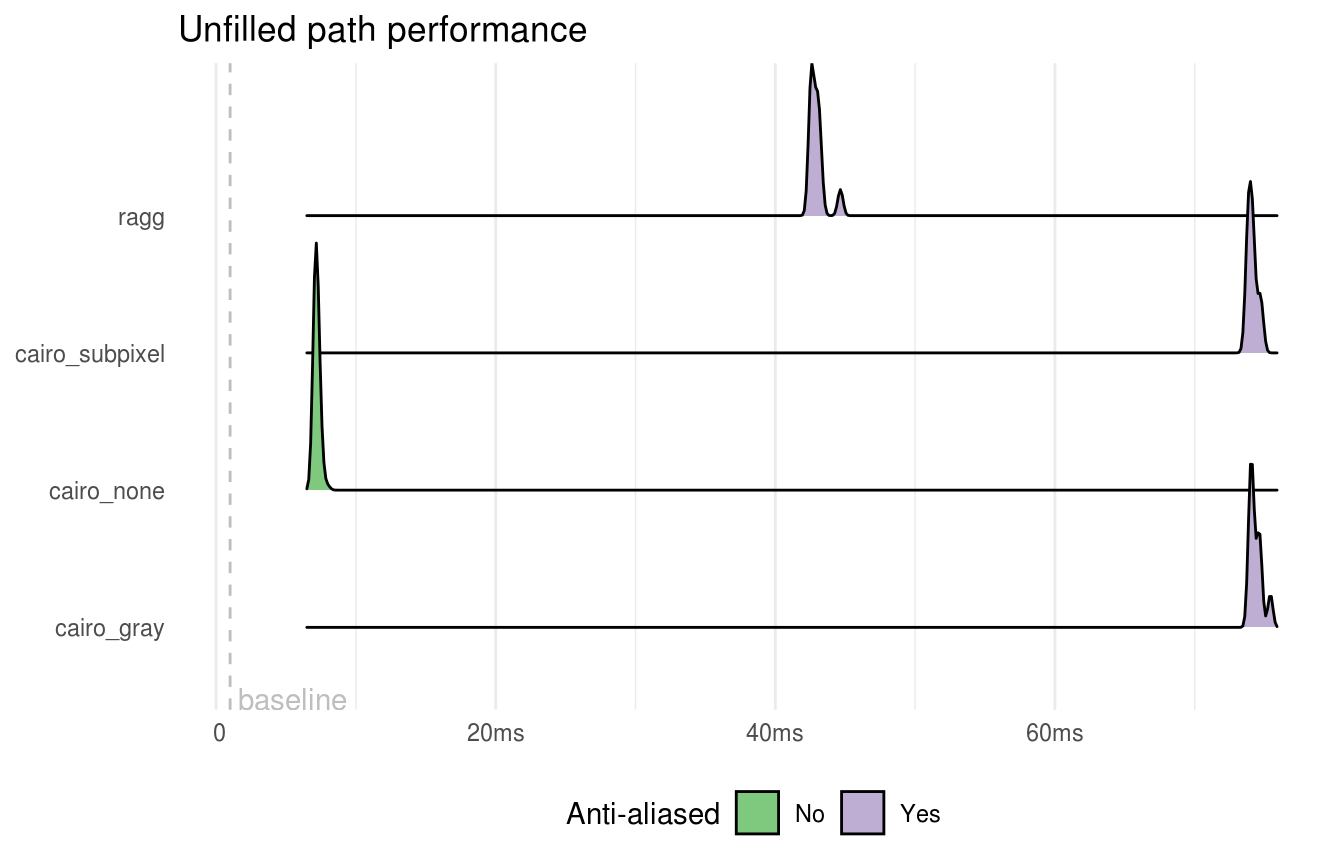 Unfilled path performance
ragg
cairo_subpixel
cairo_none
cairo_gray
baseline
0 20ms 40ms 60ms
Anti-aliased No Yes